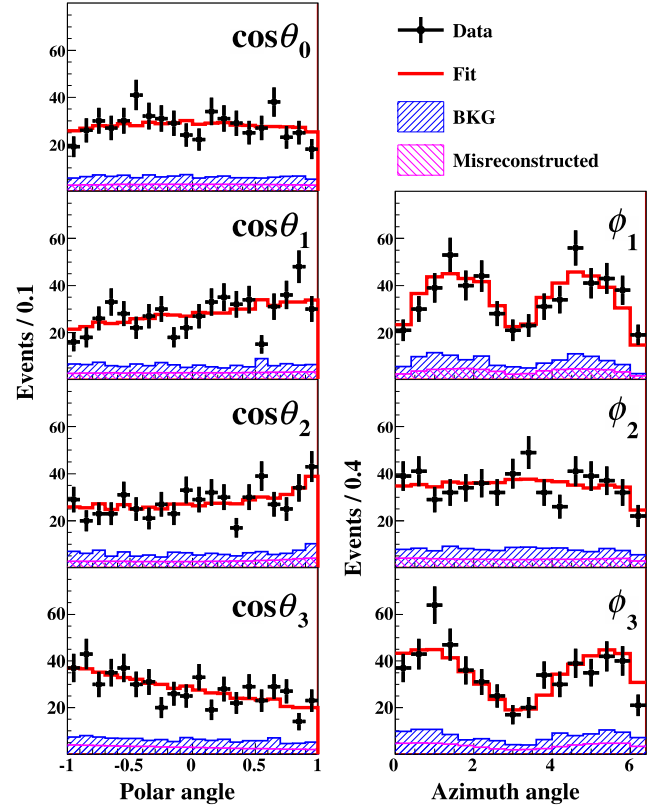 cosθ0
Data
Fit
BKG
Misreconstructed
80
60
40
20
cosθ1
ϕ1
60
40
20
60
40
20
Events / 0.1
cosθ2
ϕ2
60
40
20
60
40
20
Events / 0.4
cosθ3
ϕ3
60
40
20
60
40
20
-1 -0.5 0 0.5 1
0 2 4 6
Polar angle
Azimuth angle